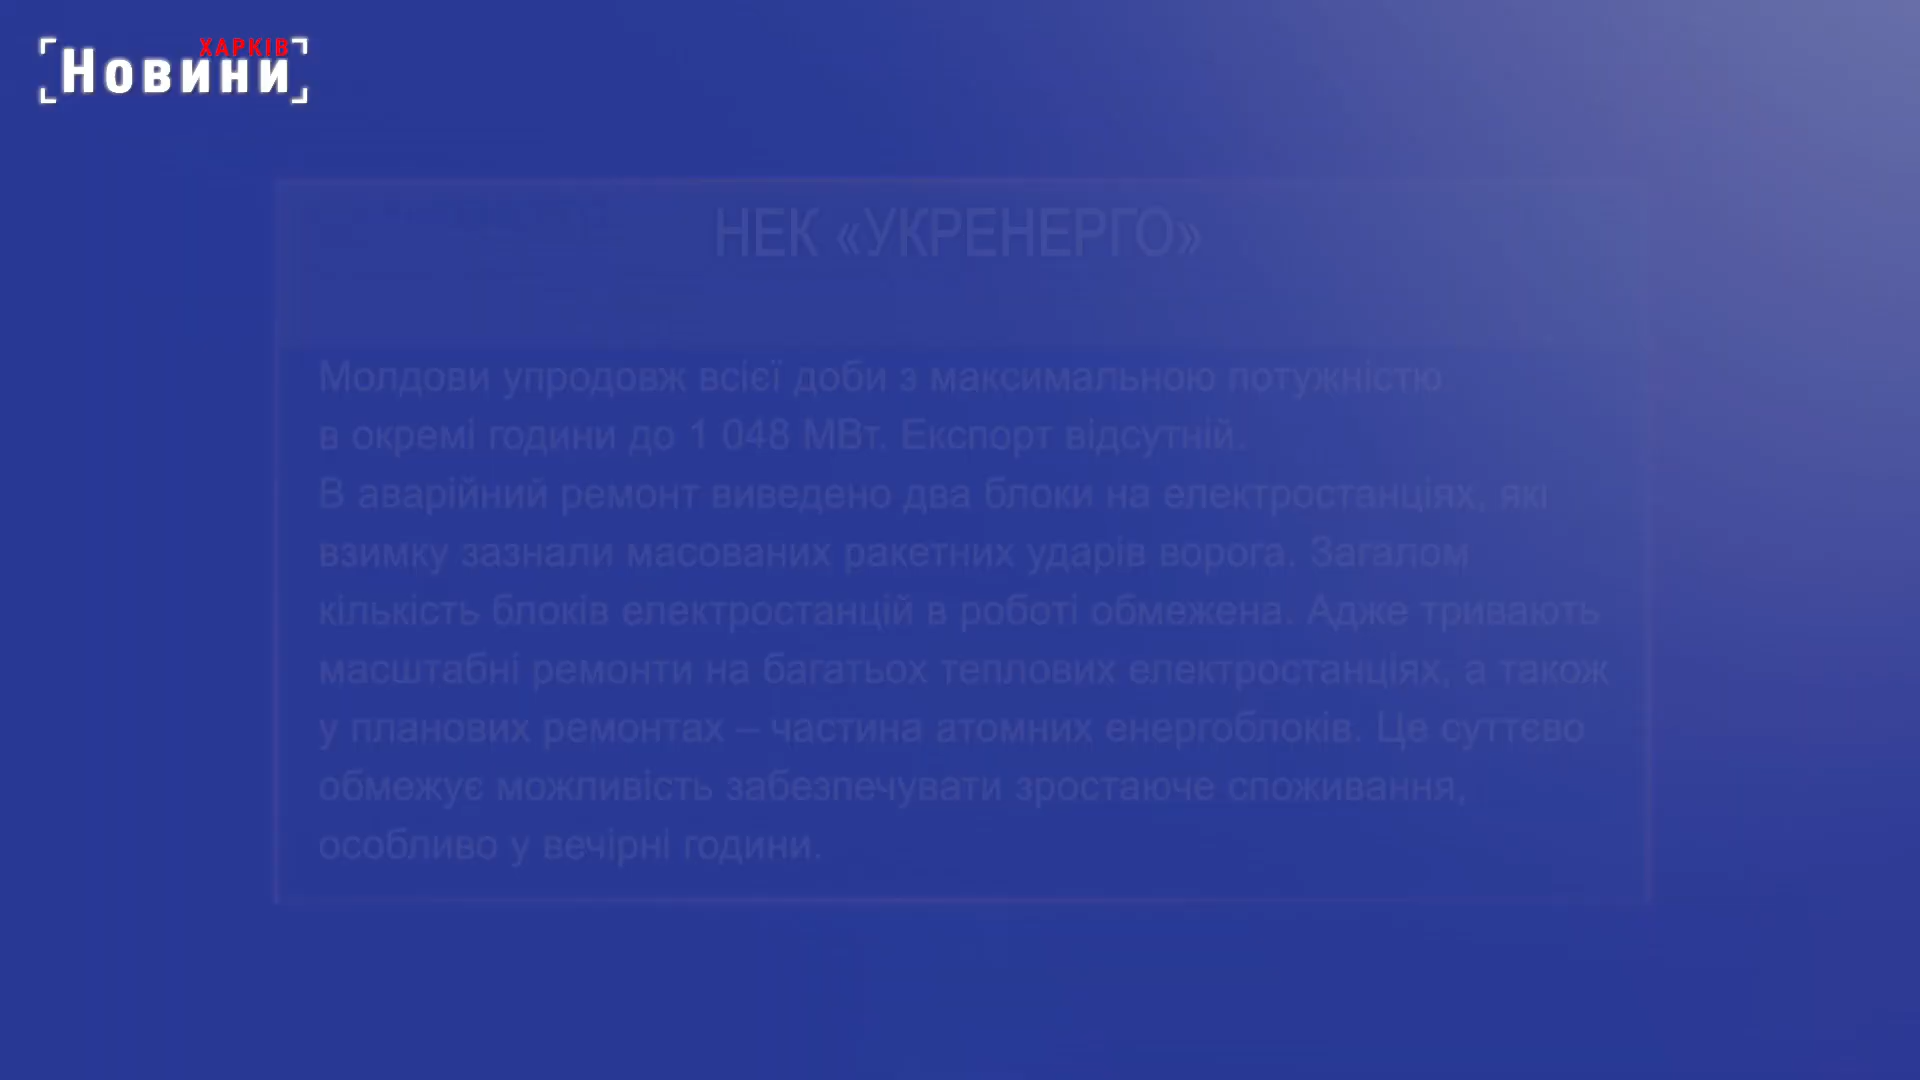 ХАРКІВ
Новини
НЕК «УКРЕНЕРГО»
Молдови упродовж всієї доби з максимальною потужністю
в окремі години до 1 048 МВт. Експорт відсутній.
В аварійний ремонт виведено два блоки на електростанціях, які
взимку зазнали масованих ракетних ударів ворога. Загалом
кількість блоків електростанцій в роботі обмежена. Адже тривають
масштабні ремонти на багатьох теплових електростанціях, а також
у планових ремонтах – частина атомних енергоблоків. Це суттєво
обмежує можливість забезпечувати зростаюче споживання,
особливо у вечірні години.